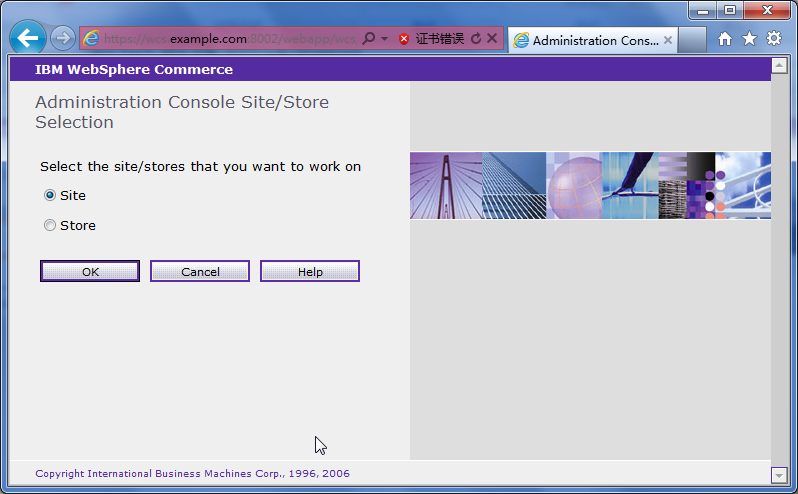 https://wcs.example.com:8002/webapp/wcs
证书错误
Administration Cons...
IBM WebSphere Commerce
Administration Console Site/Store
Selection
Select the site/stores that you want to work on
Site
Store
OK
Cancel
Help
Copyright International Business Machines Corp., 1996, 2006